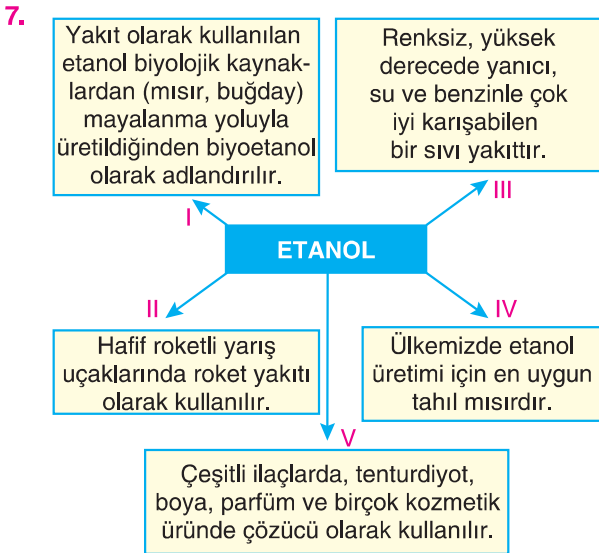 7.
Yakıt olarak kullanılan
etanol biyolojik kaynak-
lardan (mısır, buğday)
mayalanma yoluyla
üretildiğinden biyoetanol
olarak adlandırılır.
I
Renksiz, yüksek
derecede yanıcı,
su ve benzinle çok
iyi karışabilen
bir sıvı yakıttır.
III
ETANOL
II
Hafif roketli yarış
uçaklarında roket yakıtı
olarak kullanılır.
IV
Ülkemizde etanol
üretimi için en uygun
tahıl mısırdır.
V
Çeşitli ilaçlarda, tenturdiyot,
boya, parfüm ve birçok kozmetik
üründe çözücü olarak kullanılır.